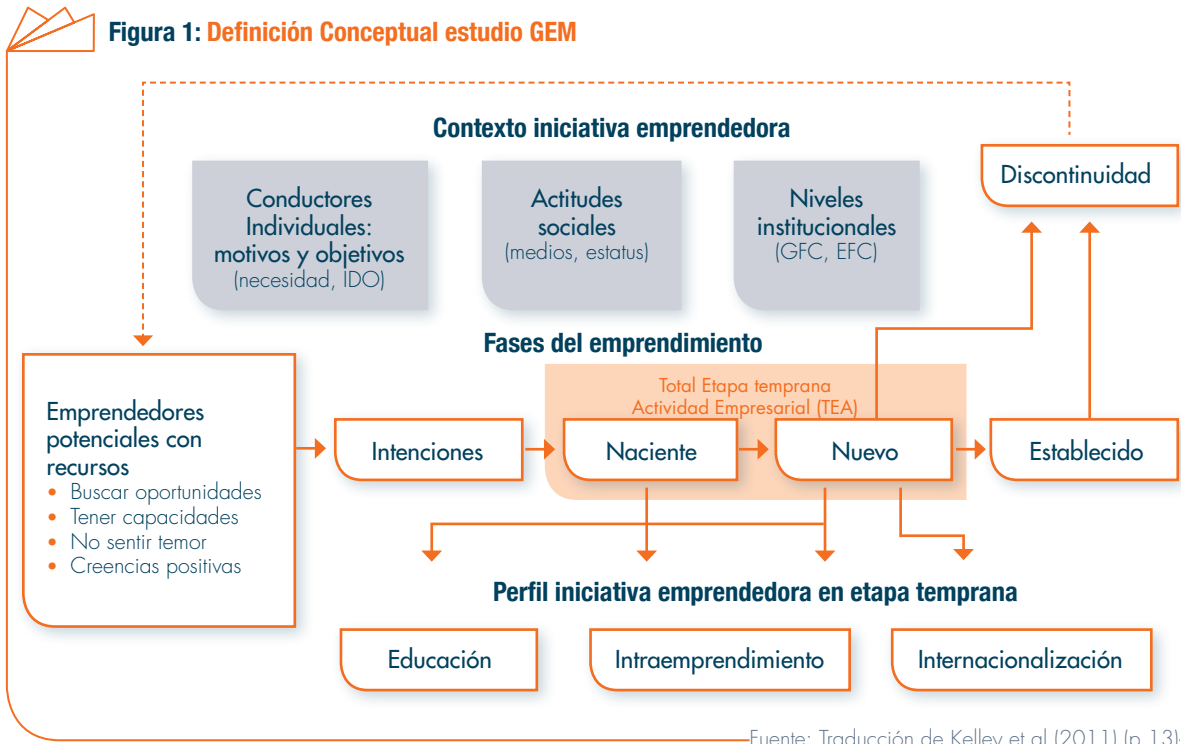 Figura 1: Definición Conceptual estudio GEM
Contexto iniciativa emprendedora
Conductores
Individuales:
motivos y objetivos
(necesidad, IDO)
Actitudes
sociales
(medios, estatus)
Niveles
institucionales
(GFC, EFC)
Discontinuidad
Fases del emprendimiento
Total Etapa temprana
Actividad Empresarial (TEA)
Emprendedores
potenciales con
recursos
• Buscar oportunidades
• Tener capacidades
• No sentir temor
• Creencias positivas
Intenciones
Naciente
Nuevo
Establecido
Perfil iniciativa emprendedora en etapa temprana
Educación
Intraemprendimiento
Internacionalización
Fuente: Traducción de Kelley et al (2011) (p.13)